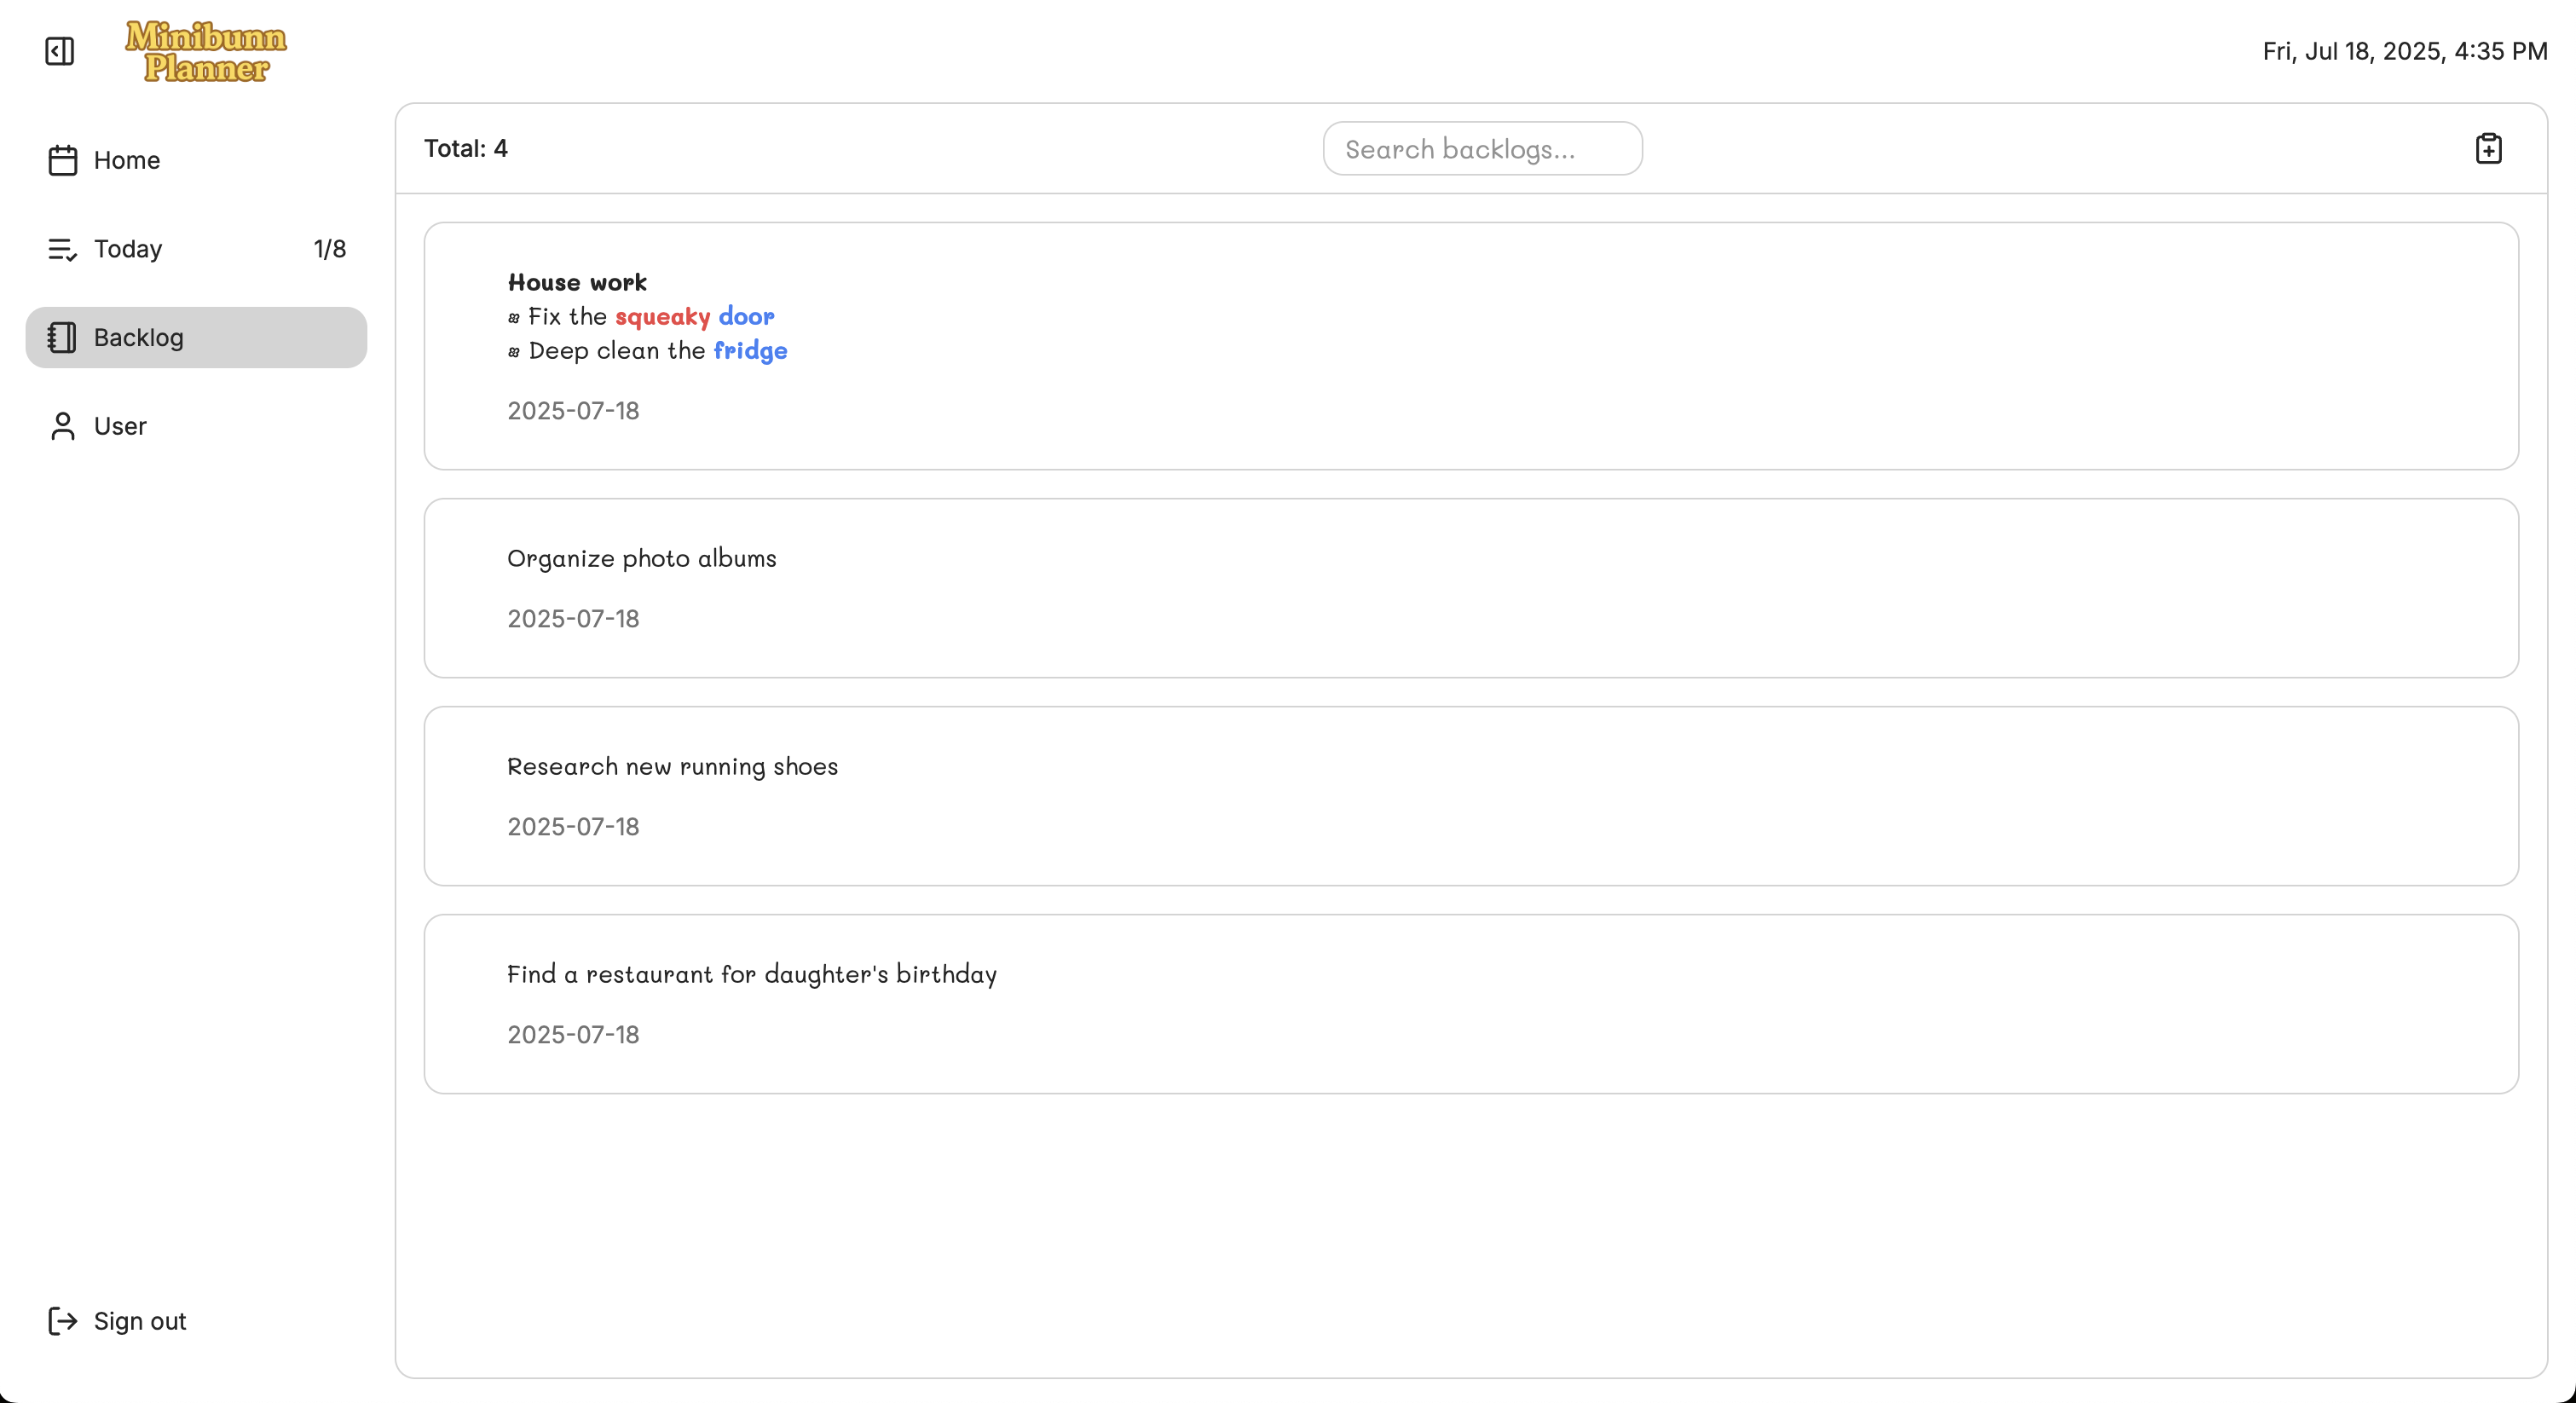 Minibunn
Planner
Fri, Jul 18, 2025, 4:35 PM
Home
Today 1/8
Backlog
User
Sign out
Total: 4
Search backlogs...
House work
Fix the squeaky door
Deep clean the fridge
2025-07-18
Organize photo albums
2025-07-18
Research new running shoes
2025-07-18
Find a restaurant for daughter's birthday
2025-07-18